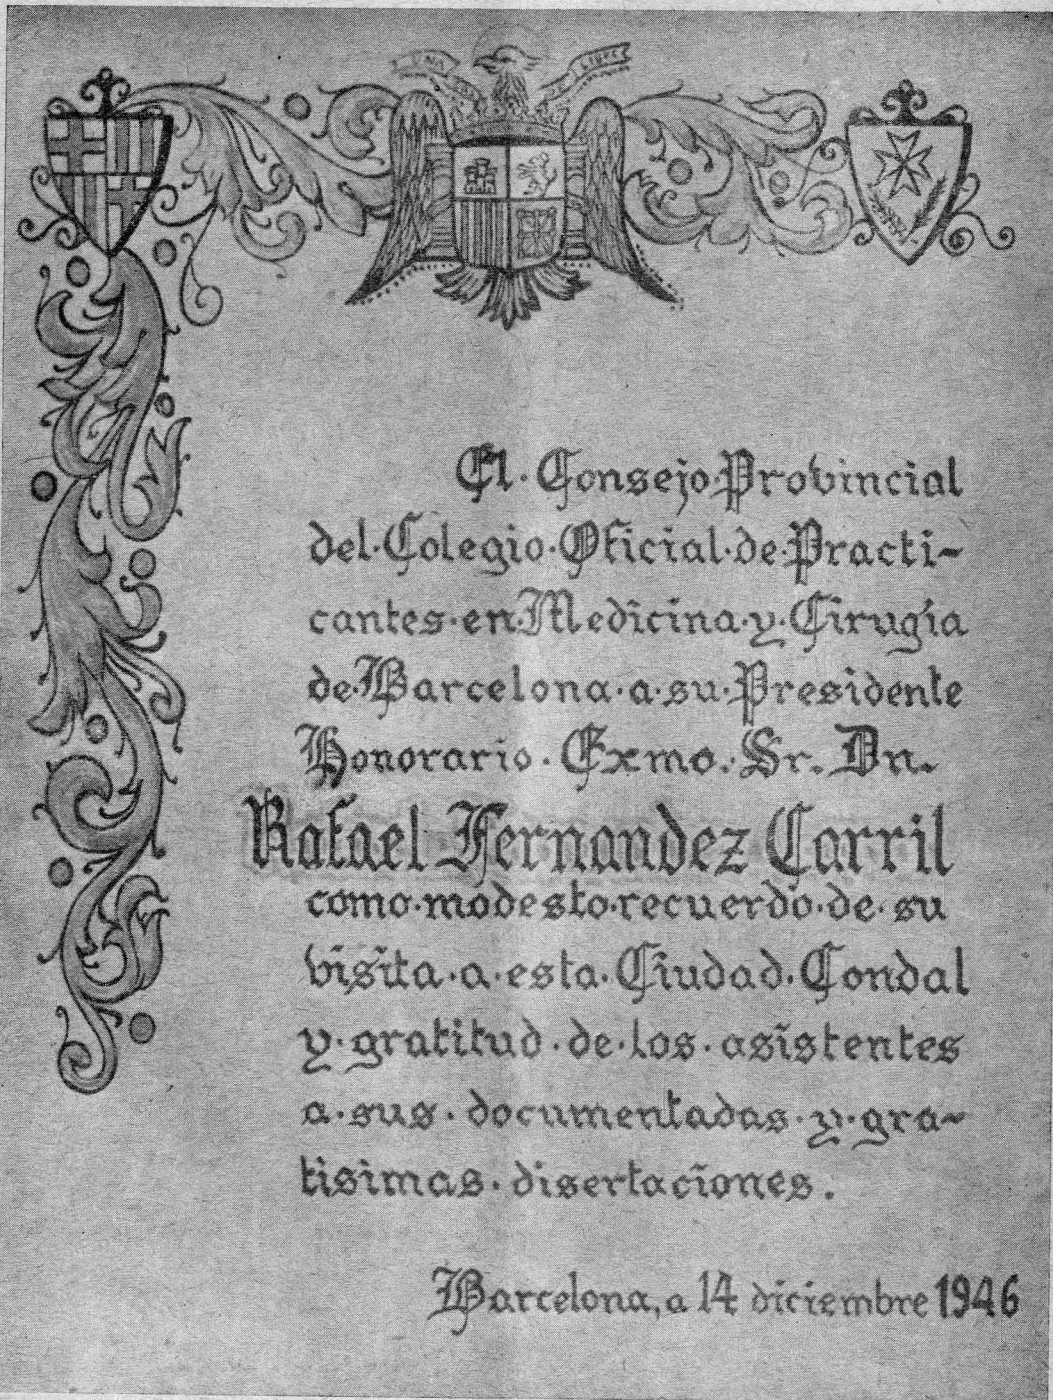 UNA
LIBRE
El · Consejo · Provincial
del · Colegio · Oficial · de · Practi-
cantes · en · Medicina · y · Cirugía
de · Barcelona · a · su · Presidente
Honorario · Exmo. · Sr. Dn.
Rafael Fernandez Carril
como · modesto · recuerdo · de · su
visita · a · esta · Ciudad · Condal
y · gratitud · de · los · asistentes
a · sus · documentadas · y · gra-
tisimas · disertaciones.
Barcelona, a 14 diciembre 1946